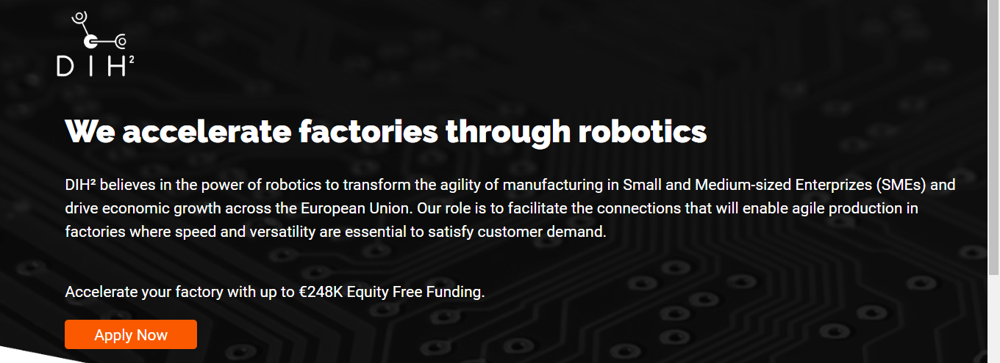 DIH²
We accelerate factories through robotics
DIH² believes in the power of robotics to transform the agility of manufacturing in Small and Medium-sized Enterprizes (SMEs) and
drive economic growth across the European Union. Our role is to facilitate the connections that will enable agile production in
factories where speed and versatility are essential to satisfy customer demand.
Accelerate your factory with up to €248K Equity Free Funding.
Apply Now